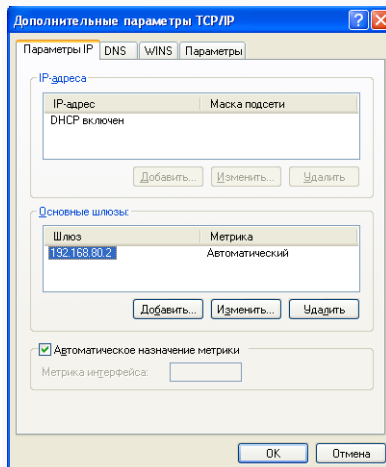 Дополнительные параметры TCP/IP
Параметры IP DNS WINS Параметры
IP-адреса
IP-адрес Маска подсети
DHCP включен
Добавить... Изменить... Удалить
Основные шлюзы:
Шлюз Метрика
192.168.80.2 Автоматический
Добавить... Изменить... Удалить
Автоматическое назначение метрики
Метрика интерфейса:
OK Отмена